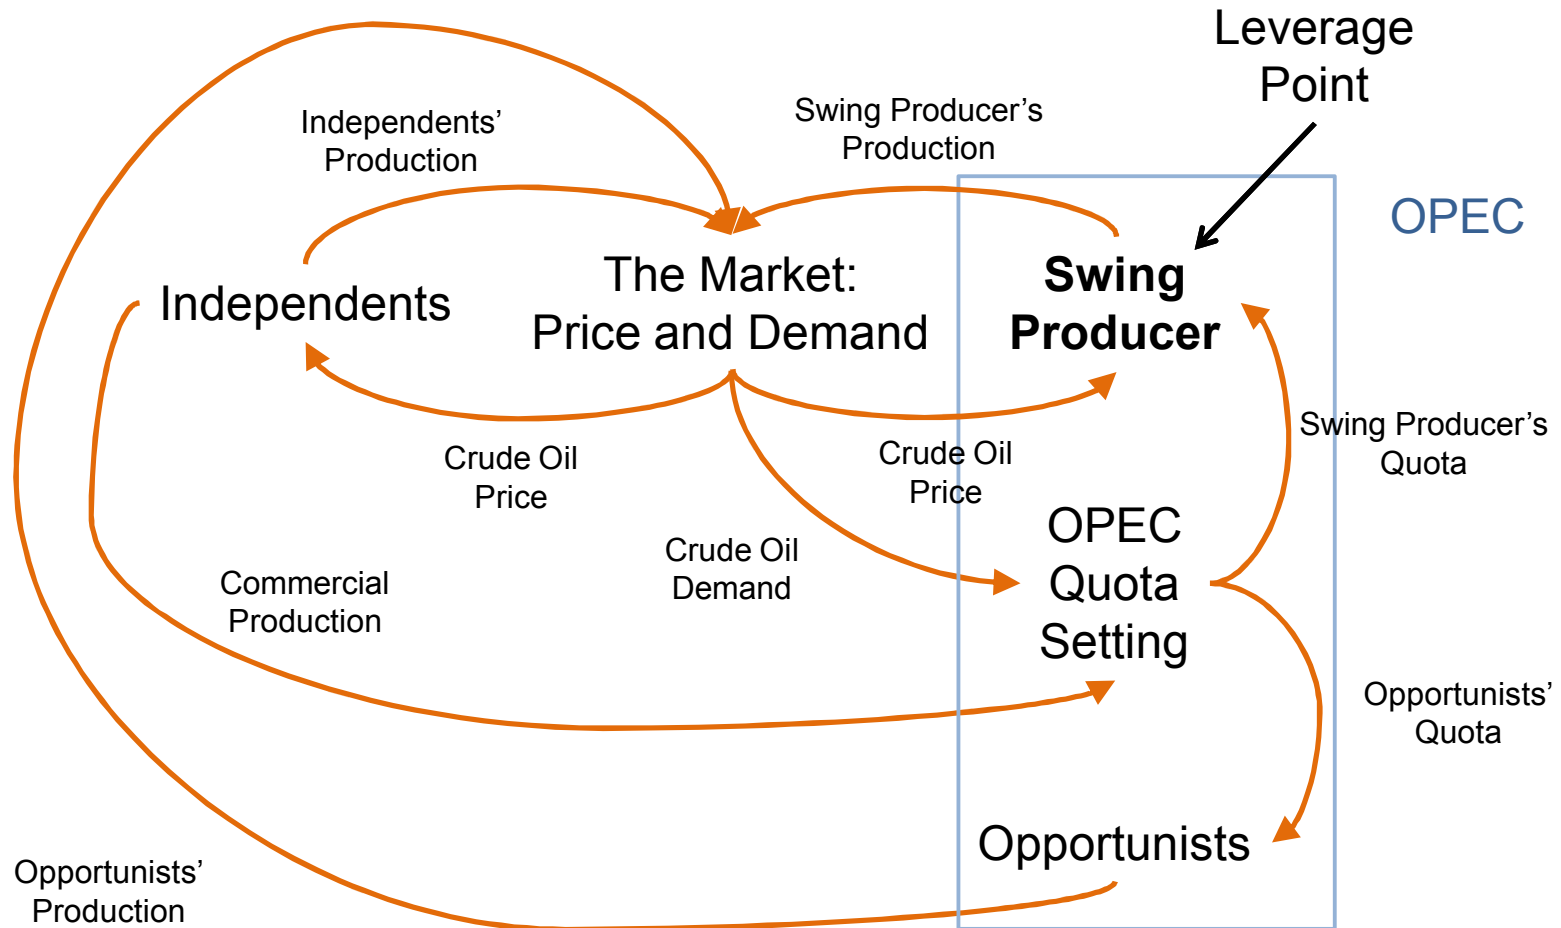 Leverage
Point
Independents’
Production
Swing Producer’s
Production
OPEC
Independents
The Market:
Price and Demand
Swing
Producer
Crude Oil
Price
Crude Oil
Price
Swing Producer’s
Quota
Crude Oil
Demand
OPEC
Quota
Setting
Commercial
Production
Opportunists’
Quota
Opportunists
Opportunists’
Production